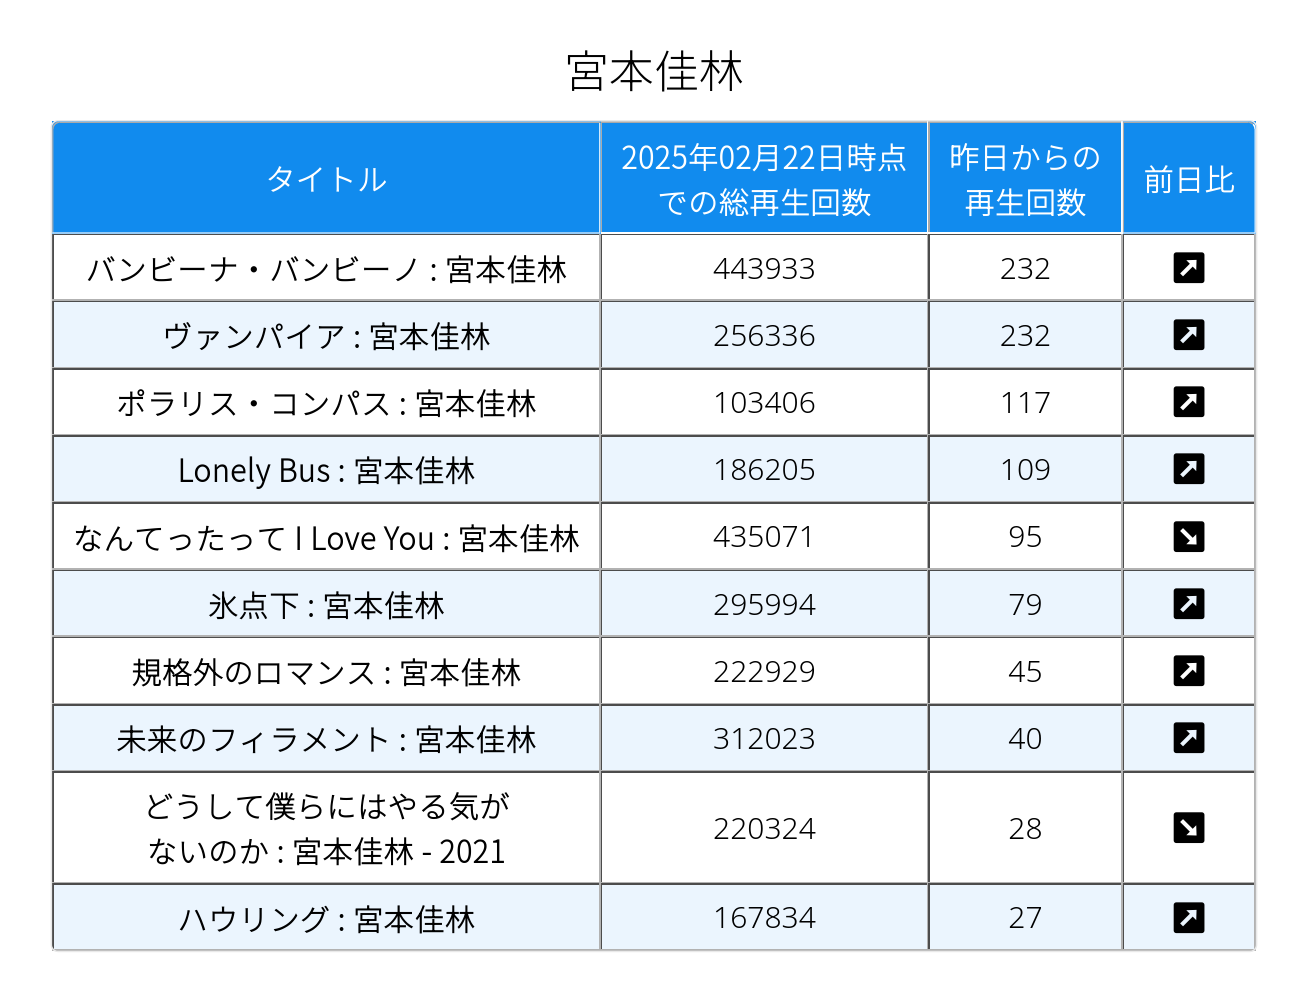 宮本佳林
タイトル
2025年02月22日時点
での総再生回数
昨日からの
再生回数
前日比
バンビーナ・バンビーノ : 宮本佳林 443933 232 ↗
ヴァンパイア : 宮本佳林 256336 232 ↗
ポラリス・コンパス : 宮本佳林 103406 117 ↗
Lonely Bus : 宮本佳林 186205 109 ↗
なんてったって I Love You : 宮本佳林 435071 95 ↘
氷点下 : 宮本佳林 295994 79 ↗
規格外のロマンス : 宮本佳林 222929 45 ↗
未来のフィラメント : 宮本佳林 312023 40 ↗
どうして僕らにはやる気が
ないのか : 宮本佳林 - 2021 220324 28 ↘
ハウリング : 宮本佳林 167834 27 ↗